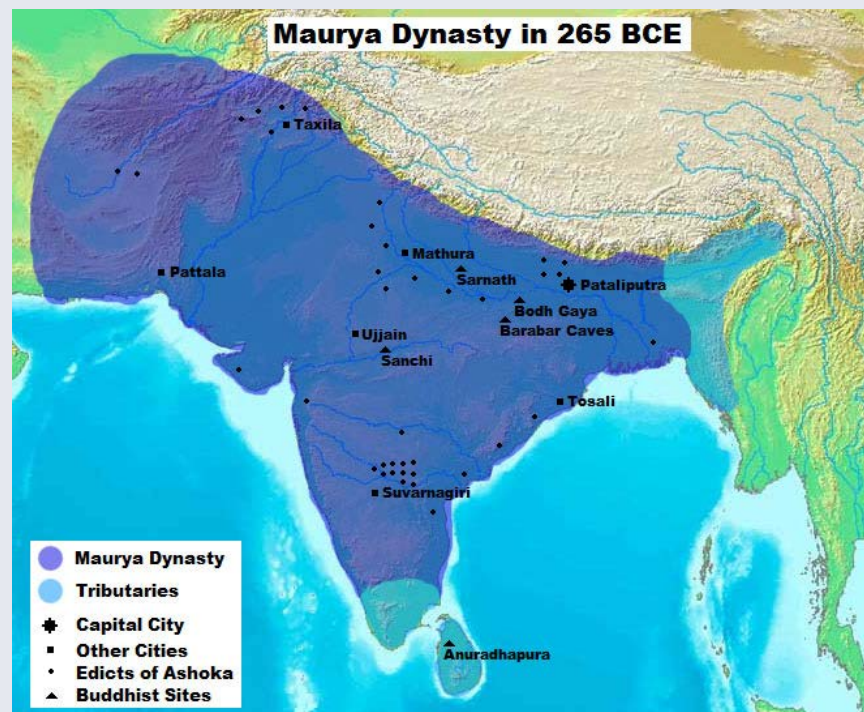 Maurya Dynasty in 265 BCE
Taxila
Mathura
Pattala
Sarnath
Pataliputra
Bodh Gaya
Barabar Caves
Ujjain
Sanchi
Tosali
Suvarnagiri
Anuradhapura
Maurya Dynasty
Tributaries
Capital City
Other Cities
Edicts of Ashoka
Buddhist Sites